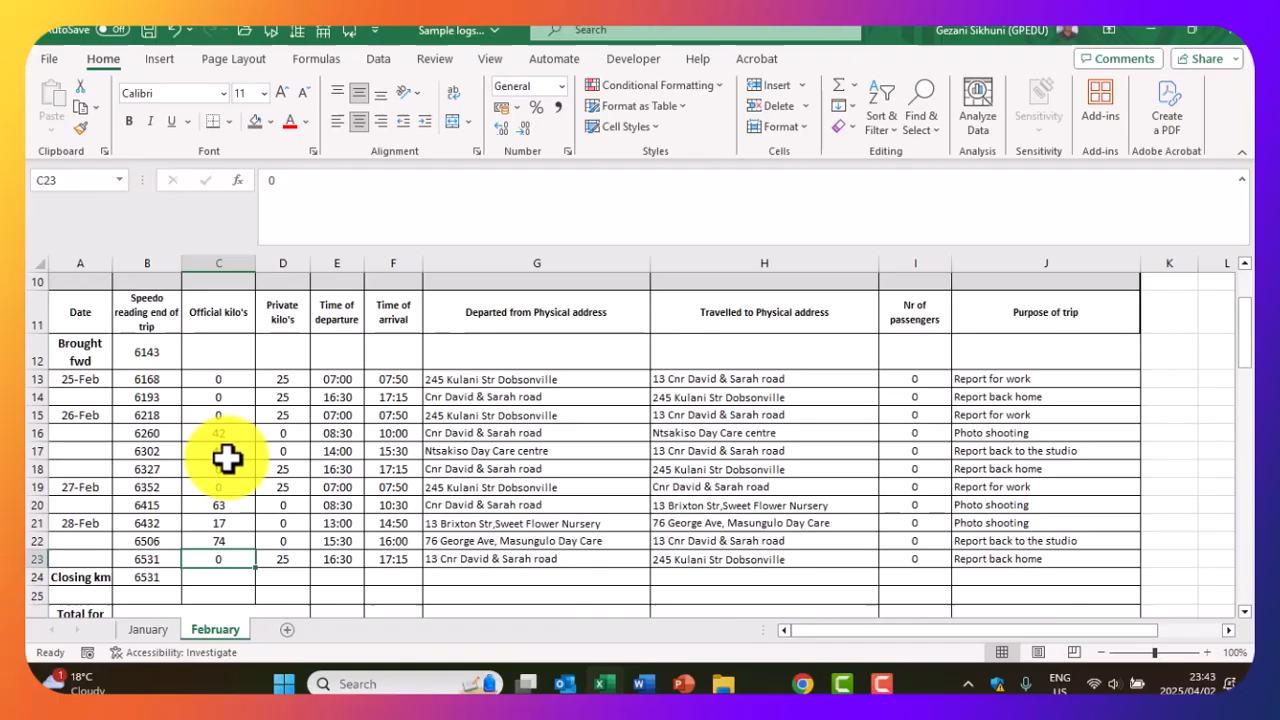 AutoSave Off Sample logs... Search Gezani Sikhuni (GPEDU)
File Home Insert Page Layout Formulas Data Review View Automate Developer Help Acrobat Comments Share
Paste Calibri 11 General Conditional Formatting Insert Sort & Find & Analyze Sensitivity Add-ins Create
B I U A Format as Table Delete Filter Select Data a PDF
Cell Styles Format
Clipboard Font Alignment Number Styles Cells Editing Analysis Sensitivity Add-ins Adobe Acrobat
C23 fx 0
A B C D E F G H I J K L
10
11 Date Speedo reading end of trip Official kilo's Private kilo's Time of departure Time of arrival Departed from Physical address Travelled to Physical address Nr of passengers Purpose of trip
12 Brought fwd 6143
13 25-Feb 6168 0 25 07:00 07:50 245 Kulani Str Dobsonville 13 Cnr David & Sarah road 0 Report for work
14 6193 0 25 16:30 17:15 Cnr David & Sarah road 245 Kulani Str Dobsonville 0 Report back home
15 26-Feb 6218 0 25 07:00 07:50 245 Kulani Str Dobsonville 13 Cnr David & Sarah road 0 Report for work
16 6260 42 0 08:30 10:00 Cnr David & Sarah road Ntsakiso Day Care centre 0 Photo shooting
17 6302 0 14:00 15:30 Ntsakiso Day Care centre Cnr David & Sarah road 0 Report back to the studio
18 6327 0 25 16:30 17:15 Cnr David & Sarah road 245 Kulani Str Dobsonville 0 Report back home
19 27-Feb 6352 0 25 07:00 07:50 245 Kulani Str Dobsonville Cnr David & Sarah road 0 Report for work
20 6415 63 0 08:30 10:30 Cnr David & Sarah road 13 Brixton Str,Sweet Flower Nursery 0 Photo shooting
21 28-Feb 6432 17 0 13:00 14:50 13 Brixton Str,Sweet Flower Nursery 76 George Ave, Masungulo Day Care 0 Photo shooting
22 6506 74 0 15:30 16:00 76 George Ave, Masungulo Day Care 13 Cnr David & Sarah road 0 Report back to the studio
23 6531 0 25 16:30 17:15 13 Cnr David & Sarah road 245 Kulani Str Dobsonville 0 Report back home
24 Closing km 6531
25
Total for
January February
Ready Accessibility: Investigate 100%
1 18°C Search ENG 23:43
Cloudy US 2025/04/02